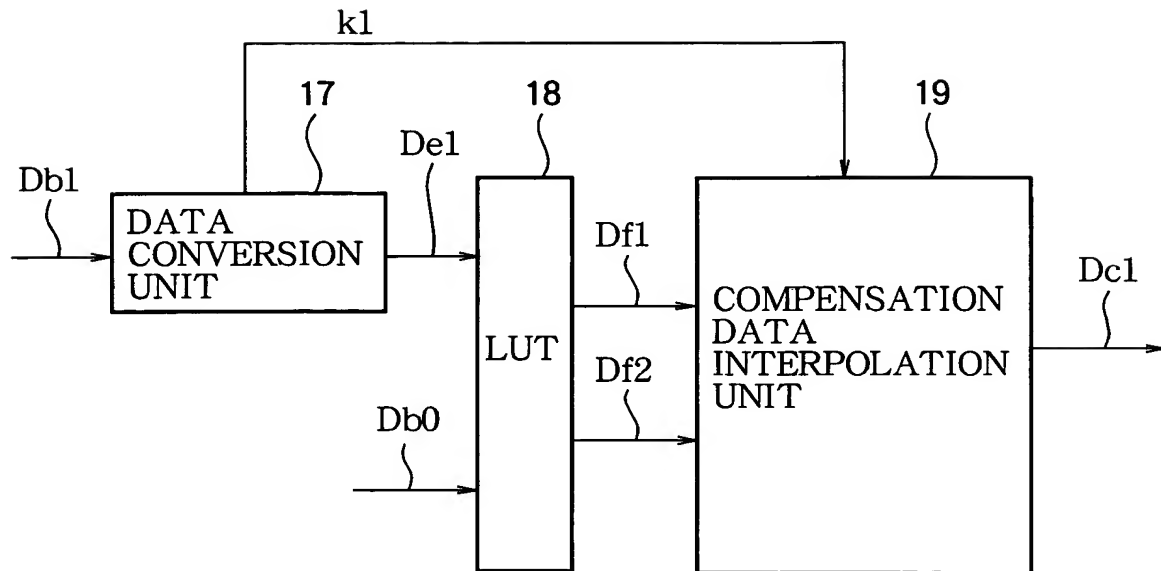 k1
17
18
19
Db1
De1
DATA
CONVERSION
UNIT
Df1
Dc1
LUT
COMPENSATION
DATA
INTERPOLATION
UNIT
Df2
Db0